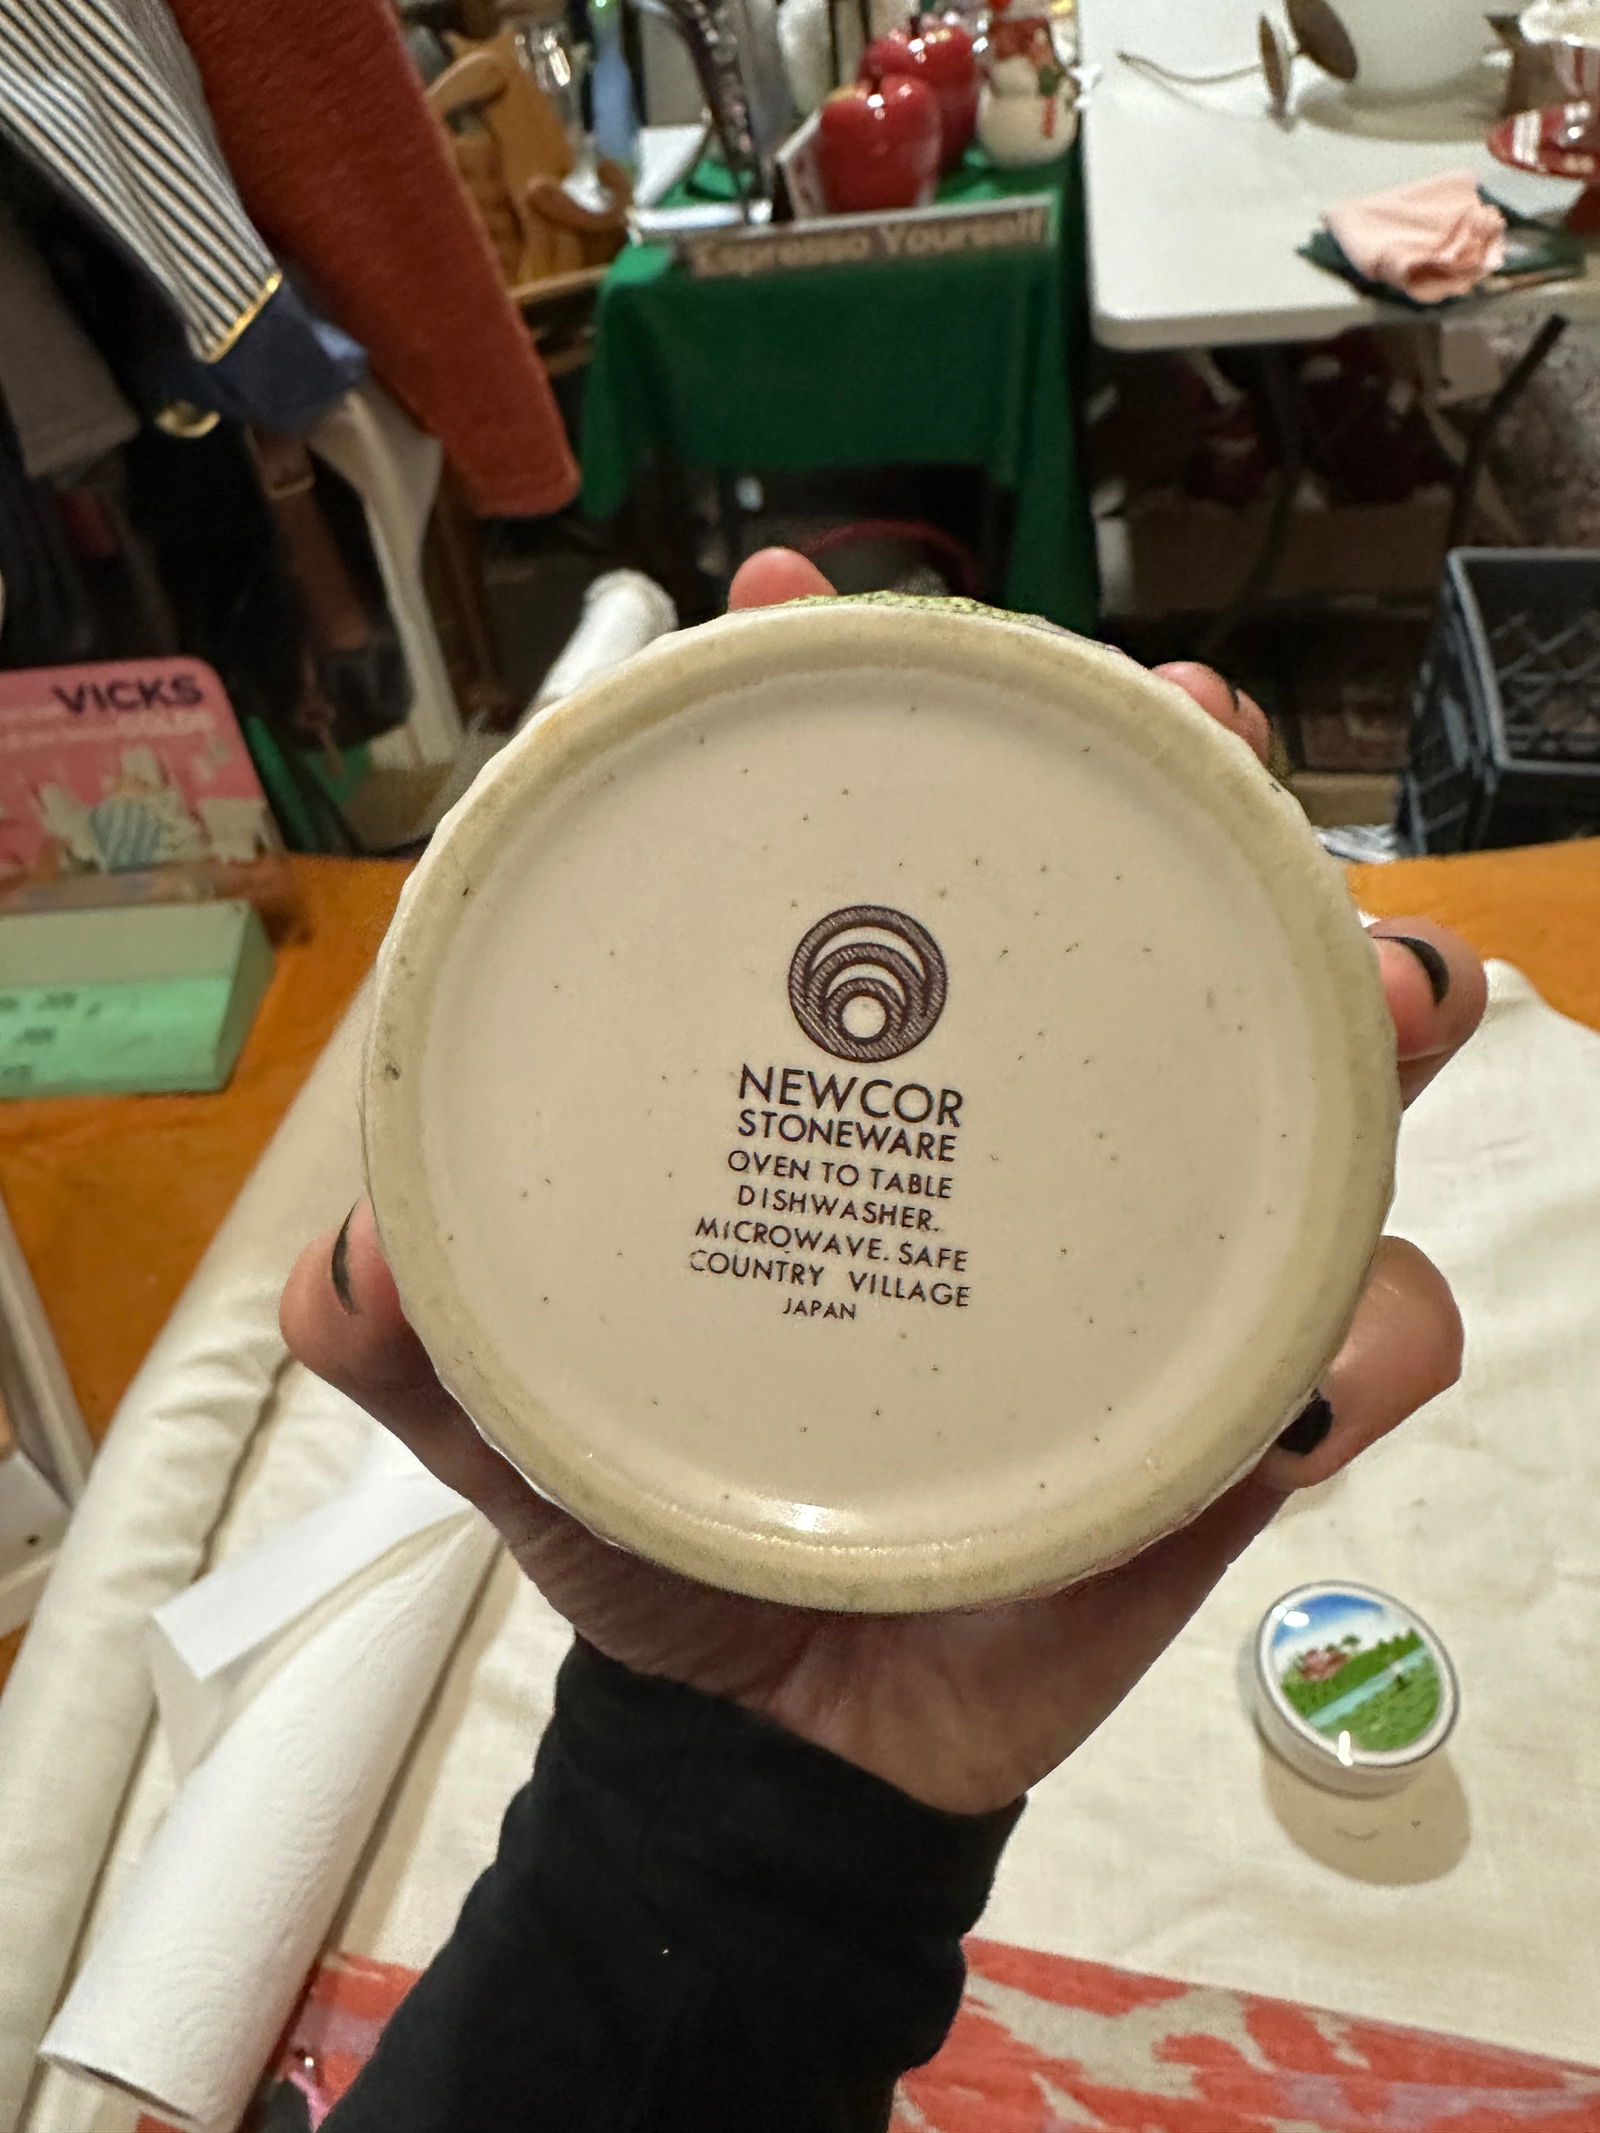 Espresso Yourself
VICKS
NEWCOR
STONEWARE
OVEN TO TABLE
DISHWASHER.
MICROWAVE. SAFE
COUNTRY VILLAGE
JAPAN